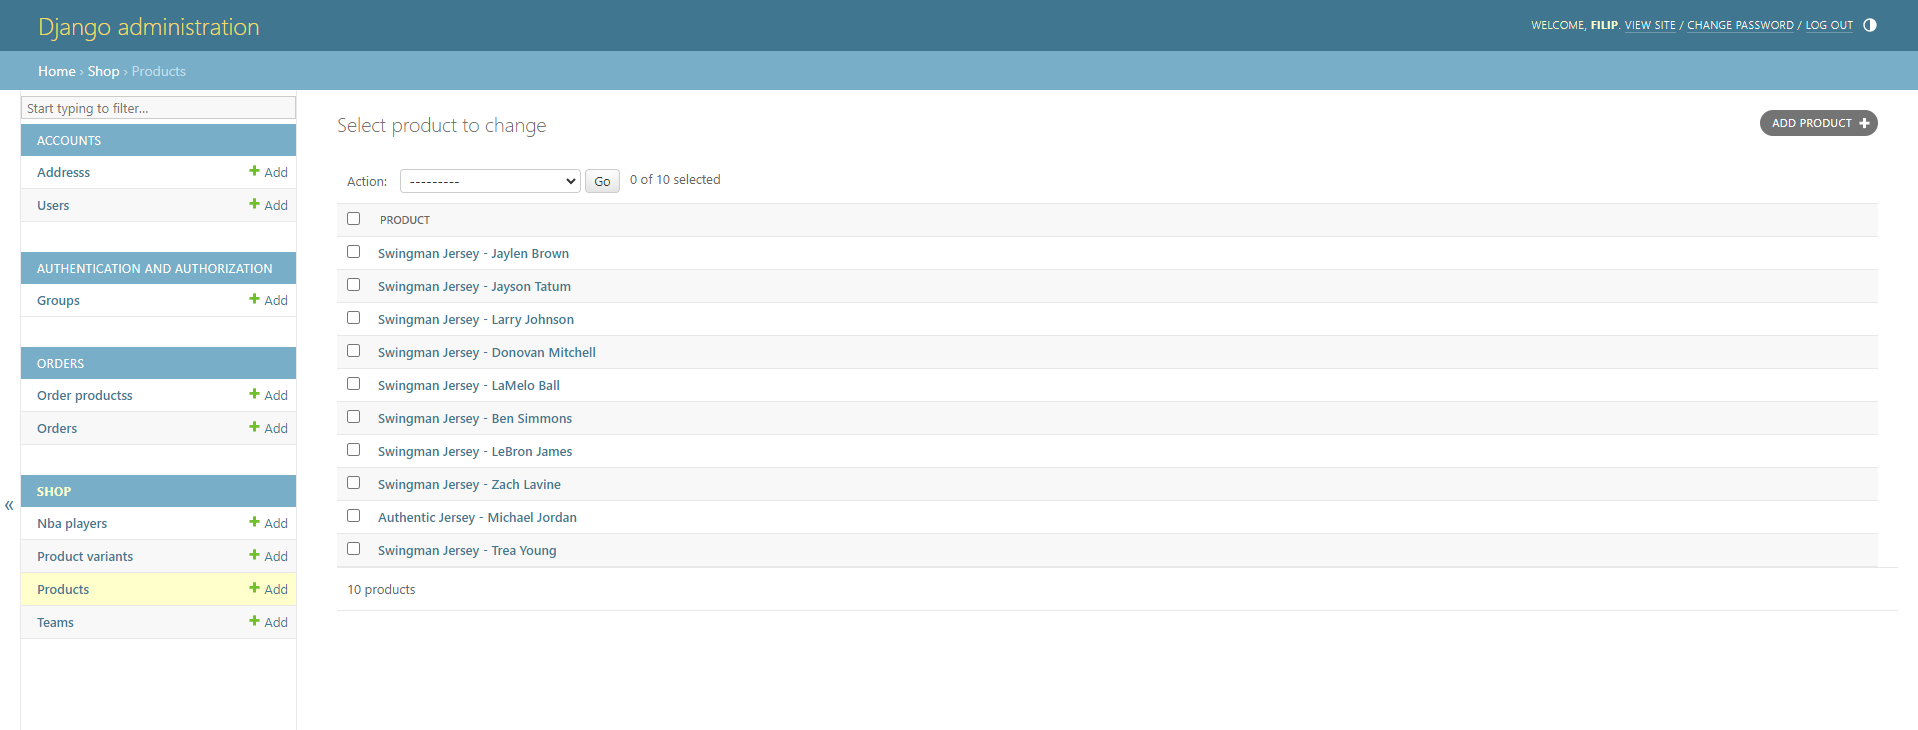 Django administration
WELCOME, FILIP. VIEW SITE / CHANGE PASSWORD / LOG OUT
Home › Shop › Products
Start typing to filter...
ACCOUNTS
Addresss + Add
Users + Add
AUTHENTICATION AND AUTHORIZATION
Groups + Add
ORDERS
Order productss + Add
Orders + Add
SHOP
Nba players + Add
Product variants + Add
Products + Add
Teams + Add
«
Select product to change
ADD PRODUCT +
Action: --------- Go 0 of 10 selected
PRODUCT
Swingman Jersey - Jaylen Brown
Swingman Jersey - Jayson Tatum
Swingman Jersey - Larry Johnson
Swingman Jersey - Donovan Mitchell
Swingman Jersey - LaMelo Ball
Swingman Jersey - Ben Simmons
Swingman Jersey - LeBron James
Swingman Jersey - Zach Lavine
Authentic Jersey - Michael Jordan
Swingman Jersey - Trea Young
10 products